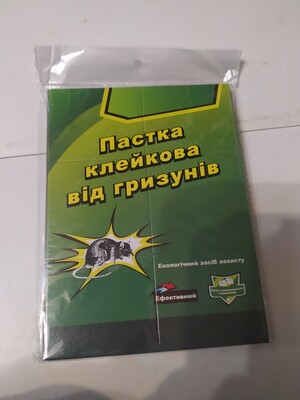 Пастка
клейкова
від гризунів
Екологічний засіб захисту
Ефективний